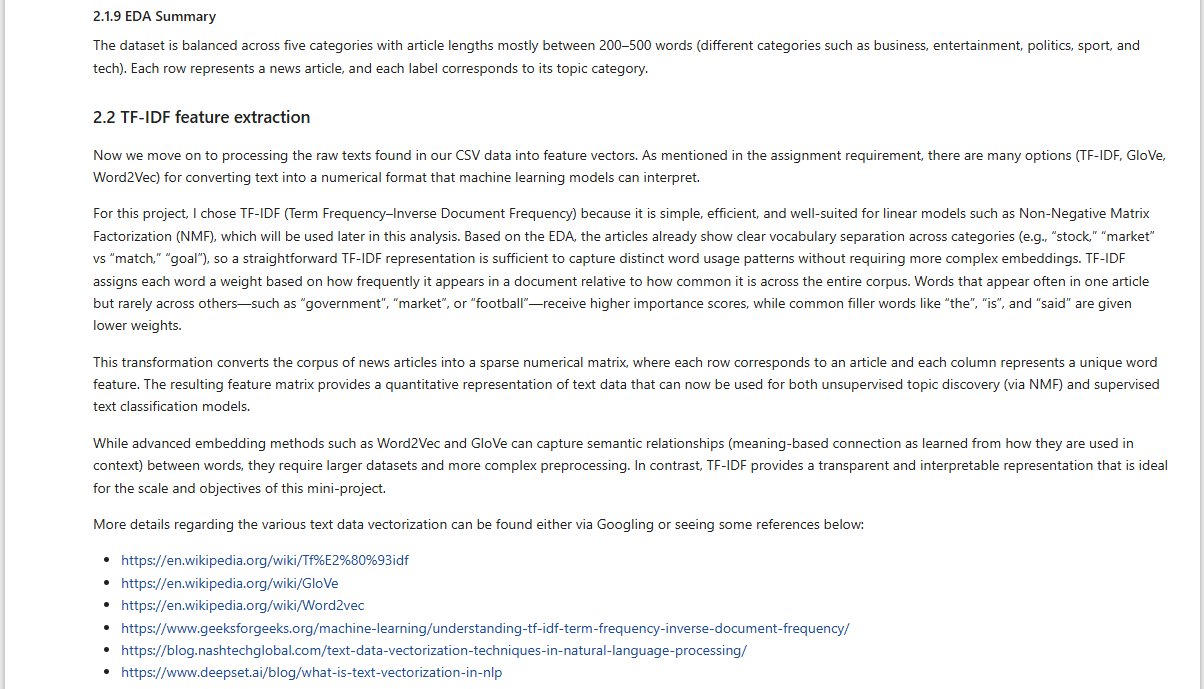 2.1.9 EDA Summary
The dataset is balanced across five categories with article lengths mostly between 200–500 words (different categories such as business, entertainment, politics, sport, and
tech). Each row represents a news article, and each label corresponds to its topic category.
2.2 TF-IDF feature extraction
Now we move on to processing the raw texts found in our CSV data into feature vectors. As mentioned in the assignment requirement, there are many options (TF-IDF, GloVe,
Word2Vec) for converting text into a numerical format that machine learning models can interpret.
For this project, I chose TF-IDF (Term Frequency–Inverse Document Frequency) because it is simple, efficient, and well-suited for linear models such as Non-Negative Matrix
Factorization (NMF), which will be used later in this analysis. Based on the EDA, the articles already show clear vocabulary separation across categories (e.g., “stock,” “market”
vs “match,” “goal”), so a straightforward TF-IDF representation is sufficient to capture distinct word usage patterns without requiring more complex embeddings. TF-IDF
assigns each word a weight based on how frequently it appears in a document relative to how common it is across the entire corpus. Words that appear often in one article
but rarely across others—such as “government”, “market”, or “football”—receive higher importance scores, while common filler words like “the”, “is”, and “said” are given
lower weights.
This transformation converts the corpus of news articles into a sparse numerical matrix, where each row corresponds to an article and each column represents a unique word
feature. The resulting feature matrix provides a quantitative representation of text data that can now be used for both unsupervised topic discovery (via NMF) and supervised
text classification models.
While advanced embedding methods such as Word2Vec and GloVe can capture semantic relationships (meaning-based connection as learned from how they are used in
context) between words, they require larger datasets and more complex preprocessing. In contrast, TF-IDF provides a transparent and interpretable representation that is ideal
for the scale and objectives of this mini-project.
More details regarding the various text data vectorization can be found either via Googling or seeing some references below:
• https://en.wikipedia.org/wiki/Tf%E2%80%93idf
• https://en.wikipedia.org/wiki/GloVe
• https://en.wikipedia.org/wiki/Word2vec
• https://www.geeksforgeeks.org/machine-learning/understanding-tf-idf-term-frequency-inverse-document-frequency/
• https://blog.nashtechglobal.com/text-data-vectorization-techniques-in-natural-language-processing/
• https://www.deepset.ai/blog/what-is-text-vectorization-in-nlp